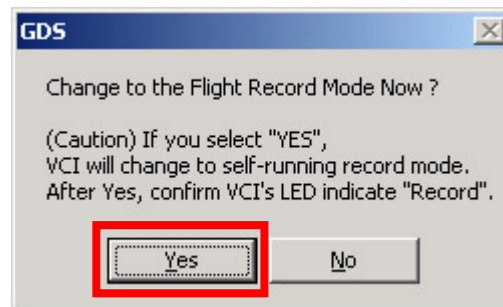 GDS
Change to the Flight Record Mode Now ?
(Caution) If you select "YES",
VCI will change to self-running record mode.
After Yes, confirm VCI's LED indicate "Record".
Yes No